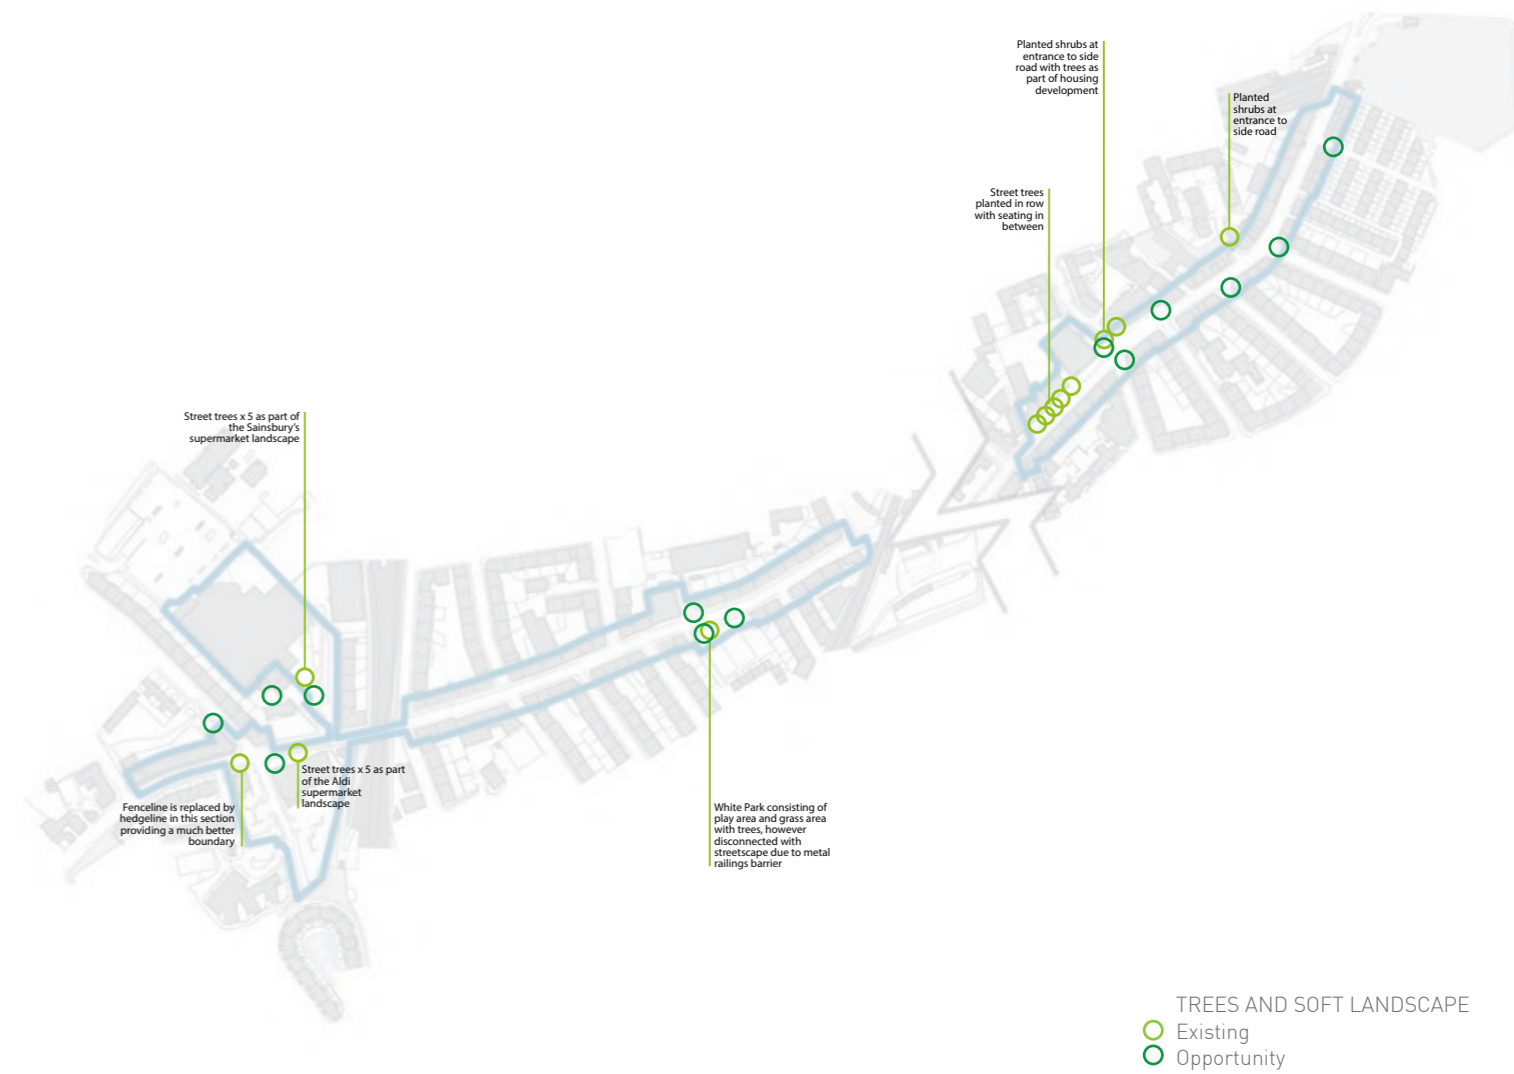 Planted shrubs at
entrance to side
road with trees as
part of housing
development
Planted
shrubs at
entrance to
side road
Street trees
planted in row
with seating in
between
Street trees x 5 as part of
the Sainsbury's
supermarket landscape
Street trees x 5 as part
of the Aldi
supermarket
landscape
Fenceline is replaced by
hedgeline in this section
providing a much better
boundary
White Park consisting of
play area and grass area
with trees, however
disconnected with
streetscape due to metal
railings barrier
TREES AND SOFT LANDSCAPE
Existing
Opportunity